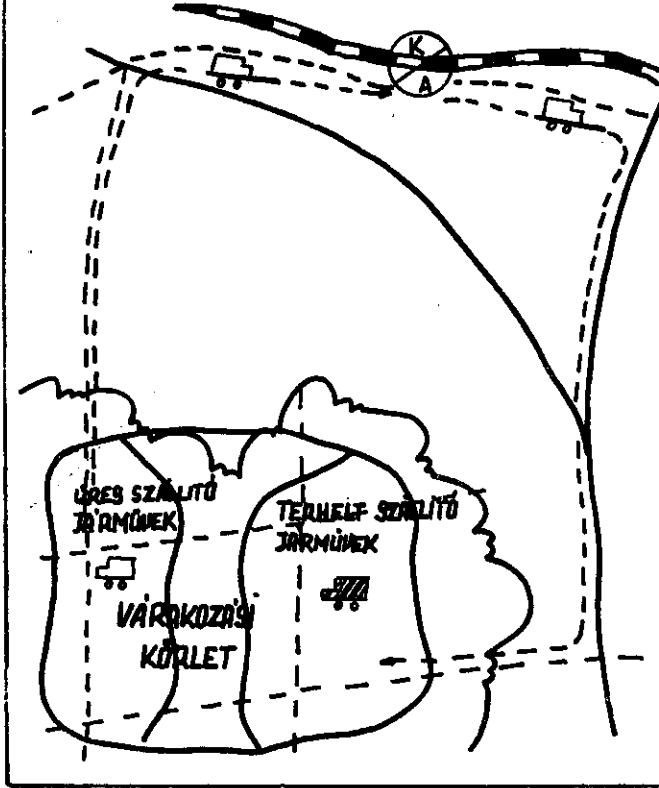 K
A
ÜRES SZÁLLÍTÓ
JÁRMŰVEK
TERHELT SZÁLLÍTÓ
JÁRMŰVEK
VÁRAKOZÁSI
KÖRLET